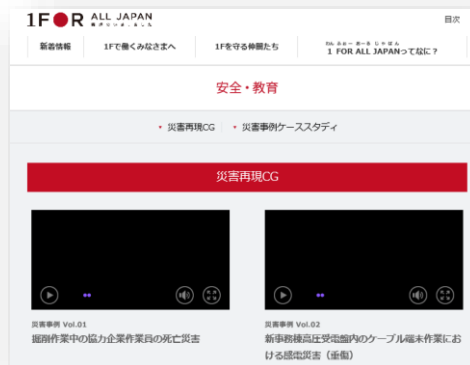 1F●R ALL JAPAN
目次
新着情報
1Fで働くみなさまへ
1Fを守る仲間たち
1 FOR ALL JAPANってなに？
安全・教育
• 災害再現CG
• 災害事例ケーススタディ
災害再現CG
災害事例 Vol.01
掘削作業中の協力企業作業員の死亡災害
災害事例 Vol.02
新事務棟高圧受電盤内のケーブル端末作業にお
ける感電災害（重傷）